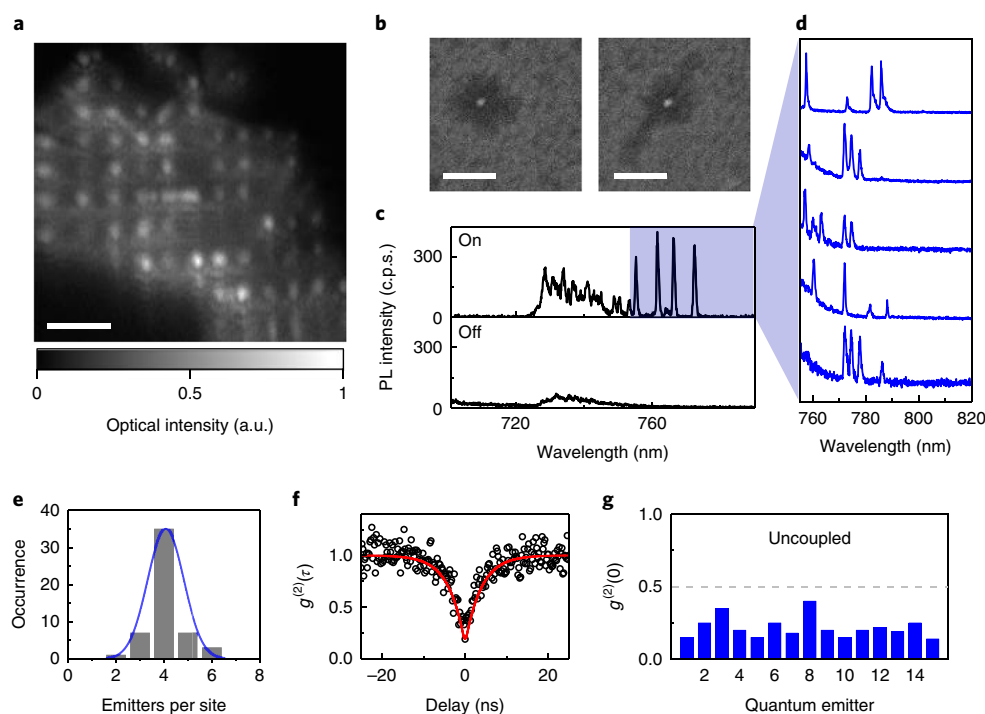 a
0
0.5
1
Optical intensity (a.u.)
b
c
On
300
0
Off
300
0
PL intensity (c.p.s.)
720
760
Wavelength (nm)
d
760 780 800 820
Wavelength (nm)
e
40
30
20
10
0
Occurrence
0 2 4 6 8
Emitters per site
f
1.0
0.5
0.0
g(2)(τ)
−20 0 20
Delay (ns)
g
1.0
0.5
0.0
g(2)(0)
Uncoupled
2 4 6 8 10 12 14
Quantum emitter